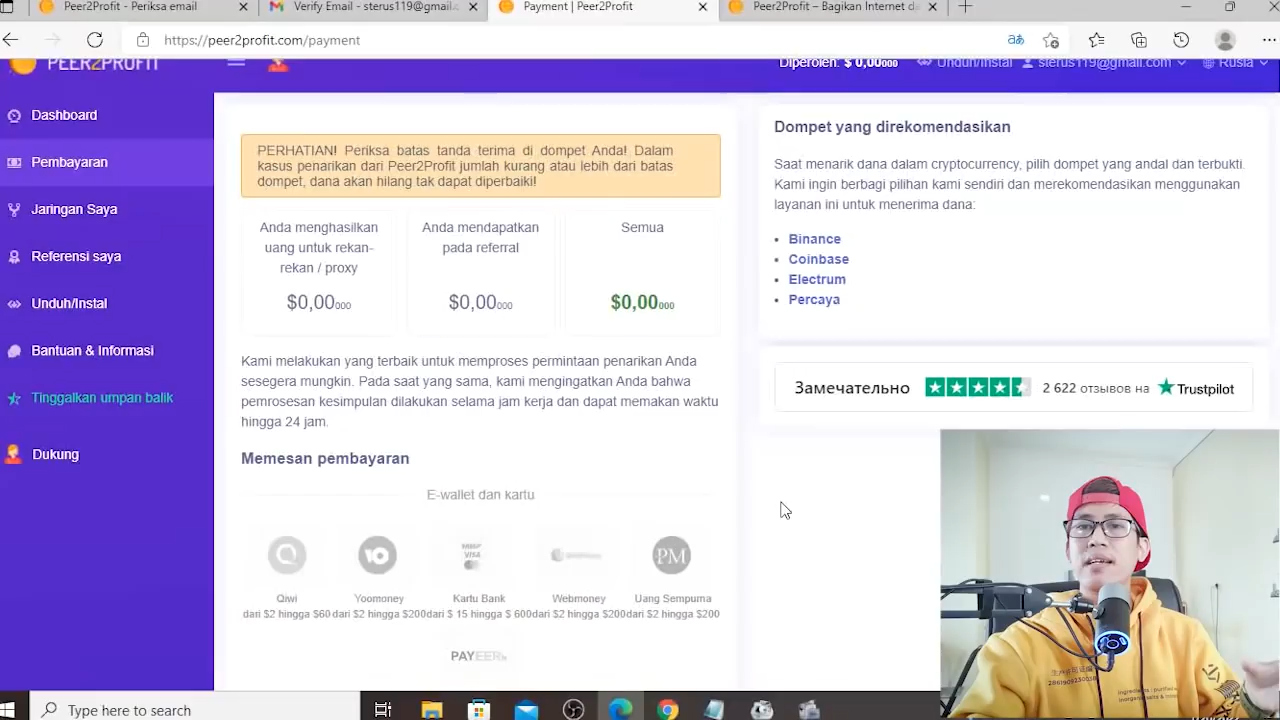 Peer2Profit - Periksa email
Verify Email - sterus119@gmail.
Payment | Peer2Profit
Peer2Profit – Bagikan Internet da
https://peer2profit.com/payment
PEER2PROFIT
Diperoleh: $ 0,00000
Unduh/Instal
sterus119@gmail.com
Rusia
Dashboard
Pembayaran
Jaringan Saya
Referensi saya
Unduh/Instal
Bantuan & Informasi
Tinggalkan umpan balik
Dukung
PERHATIAN! Periksa batas tanda terima di dompet Anda! Dalam
kasus penarikan dari Peer2Profit jumlah kurang atau lebih dari batas
dompet, dana akan hilang tak dapat diperbaiki!
Anda menghasilkan
uang untuk rekan-
rekan / proxy
$0,00000
Anda mendapatkan
pada referral
$0,00000
Semua
$0,00000
Kami melakukan yang terbaik untuk memproses permintaan penarikan Anda
sesegera mungkin. Pada saat yang sama, kami mengingatkan Anda bahwa
pemrosesan kesimpulan dilakukan selama jam kerja dan dapat memakan waktu
hingga 24 jam.
Memesan pembayaran
E-wallet dan kartu
Qiwi
dari $2 hingga $60
Yoomoney
dari $2 hingga $200
VISA
Kartu Bank
dari $ 15 hingga $ 600
Webmoney
dari $2 hingga $200
PM
Uang Sempurna
dari $2 hingga $200
PAYEER
Dompet yang direkomendasikan
Saat menarik dana dalam cryptocurrency, pilih dompet yang andal dan terbukti.
Kami ingin berbagi pilihan kami sendiri dan merekomendasikan menggunakan
layanan ini untuk menerima dana:
Binance
Coinbase
Electrum
Percaya
Замечательно
2 622 отзывов на
Trustpilot
Type here to search